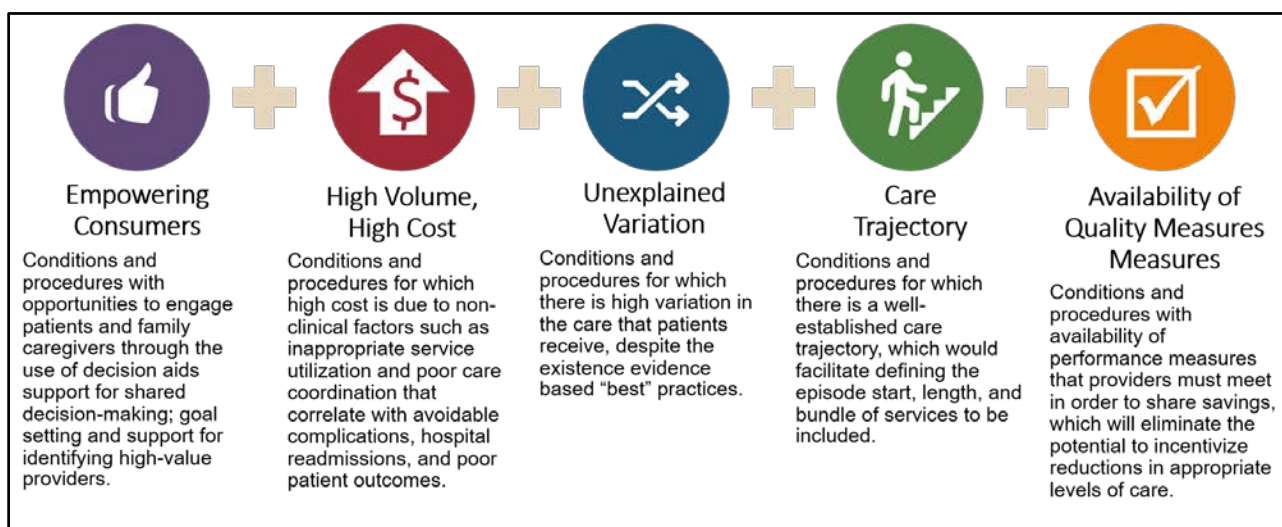 Empowering
Consumers
Conditions and
procedures with
opportunities to engage
patients and family
caregivers through the
use of decision aids
support for shared
decision-making; goal
setting and support for
identifying high-value
providers.
High Volume,
High Cost
Conditions and
procedures for which
high cost is due to non-
clinical factors such as
inappropriate service
utilization and poor care
coordination that
correlate with avoidable
complications, hospital
readmissions, and poor
patient outcomes.
Unexplained
Variation
Conditions and
procedures for which
there is high variation in
the care that patients
receive, despite the
existence evidence
based “best” practices.
Care
Trajectory
Conditions and
procedures for which
there is a well-
established care
trajectory, which would
facilitate defining the
episode start, length, and
bundle of services to be
included.
Availability of
Quality Measures
Measures
Conditions and
procedures with
availability of
performance measures
that providers must meet
in order to share savings,
which will eliminate the
potential to incentivize
reductions in appropriate
levels of care.